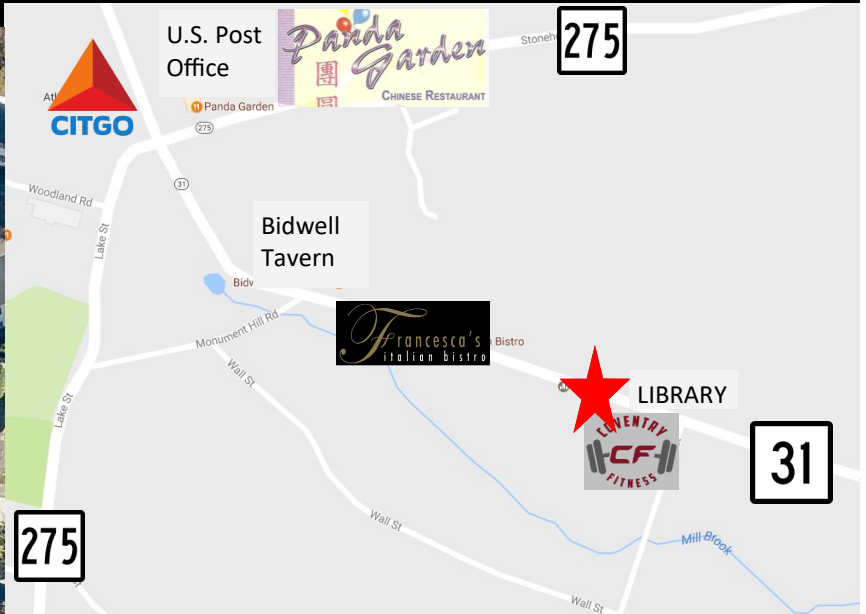 U.S. Post
Office
Panda
Garden
團
圓
CHINESE RESTAURANT
275
CITGO
Panda Garden
275
31
Woodland Rd
Lake St
Bidwell
Tavern
Monument Hill Rd
Francesca's
italian bistro
Bistro
Wall St
LIBRARY
COVENTRY
CF
FITNESS
31
Lake St
Wall St
Mill Brook
275
Wall St